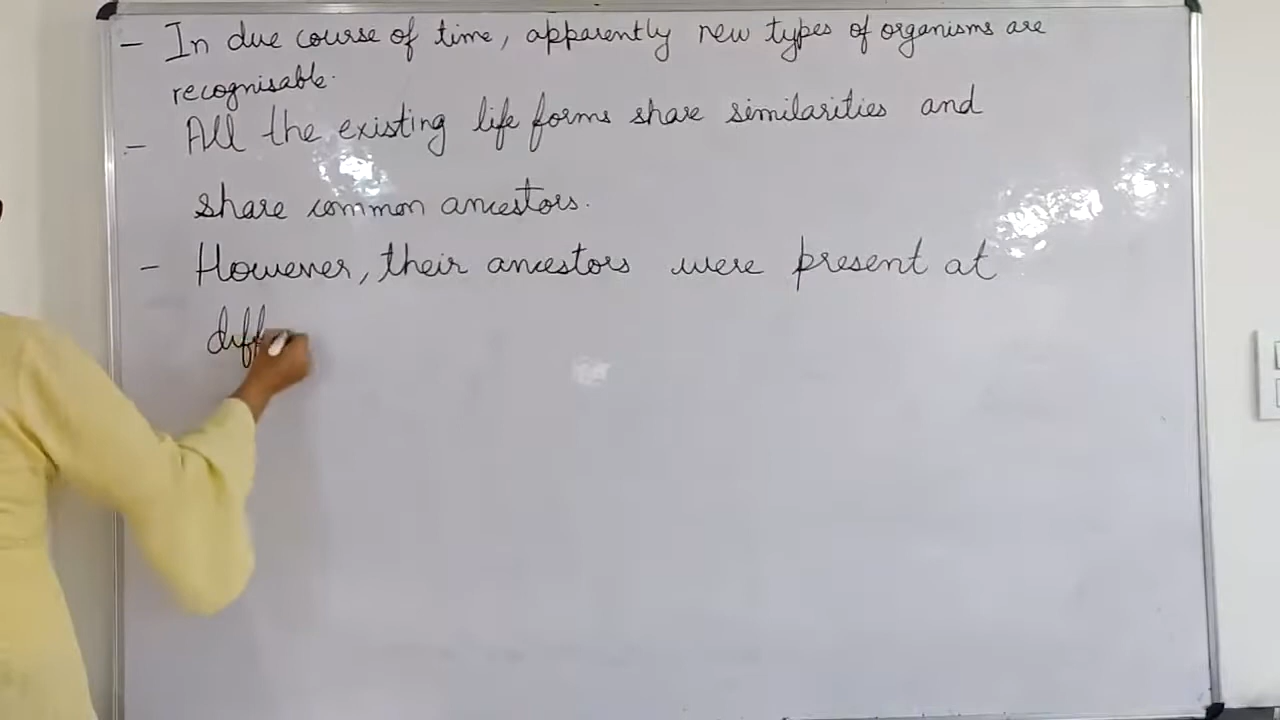 - In due course of time, apparently new types of organisms are
recognisable.
- All the existing life forms share similarities and
share common ancestors.
- However, their ancestors were present at
diff